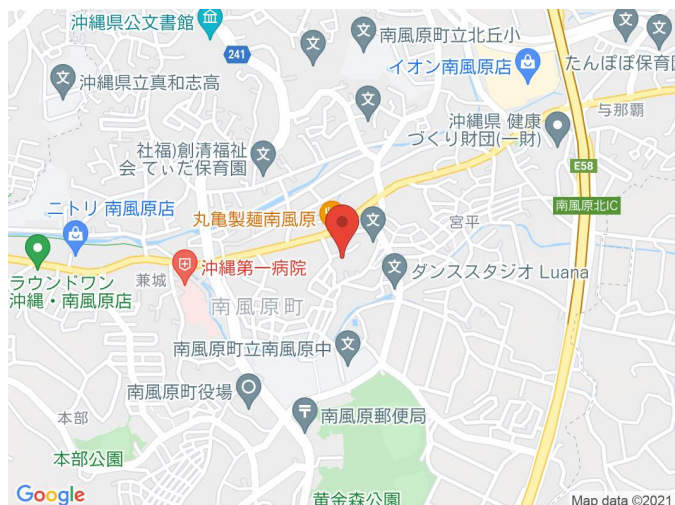 沖縄県公文書館
241
南風原町立北丘小
沖縄県立真和志高
イオン南風原店
たんぽぽ保育園
与那覇
沖縄県 健康
づくり財団(一財)
社福)創清福祉
会 てぃだ保育園
E58
ニトリ 南風原店
丸亀製麺南風原
宮平
南風原北IC
ラウンドワン
沖縄・南風原店
兼城
沖縄第一病院
ダンススタジオ Luana
南風原町
南風原町立南風原中
南風原町役場
南風原郵便局
本部
本部公園
黄金森公園
Google
Map data ©2021